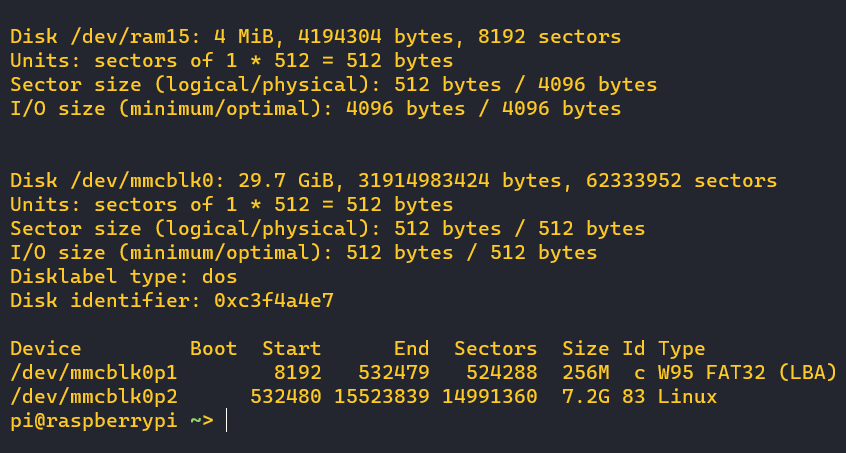 Disk /dev/ram15: 4 MiB, 4194304 bytes, 8192 sectors
Units: sectors of 1 * 512 = 512 bytes
Sector size (logical/physical): 512 bytes / 4096 bytes
I/O size (minimum/optimal): 4096 bytes / 4096 bytes
Disk /dev/mmcblk0: 29.7 GiB, 31914983424 bytes, 62333952 sectors
Units: sectors of 1 * 512 = 512 bytes
Sector size (logical/physical): 512 bytes / 512 bytes
I/O size (minimum/optimal): 512 bytes / 512 bytes
Disklabel type: dos
Disk identifier: 0xc3f4a4e7
Device         Boot  Start      End  Sectors  Size Id Type
/dev/mmcblk0p1        8192   532479   524288  256M  c W95 FAT32 (LBA)
/dev/mmcblk0p2      532480 15523839 14991360  7.2G 83 Linux
pi@raspberrypi ~>